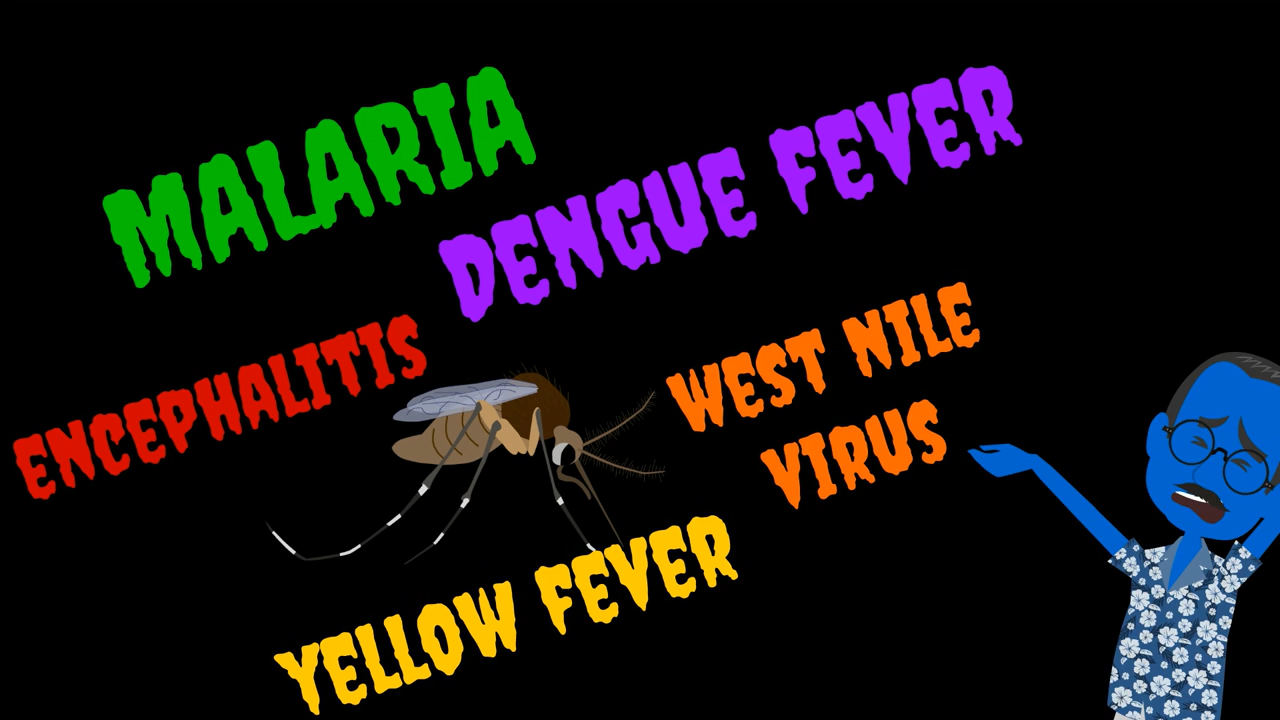 MALARIA
DENGUE FEVER
ENCEPHALITIS
WEST NILE
VIRUS
YELLOW FEVER